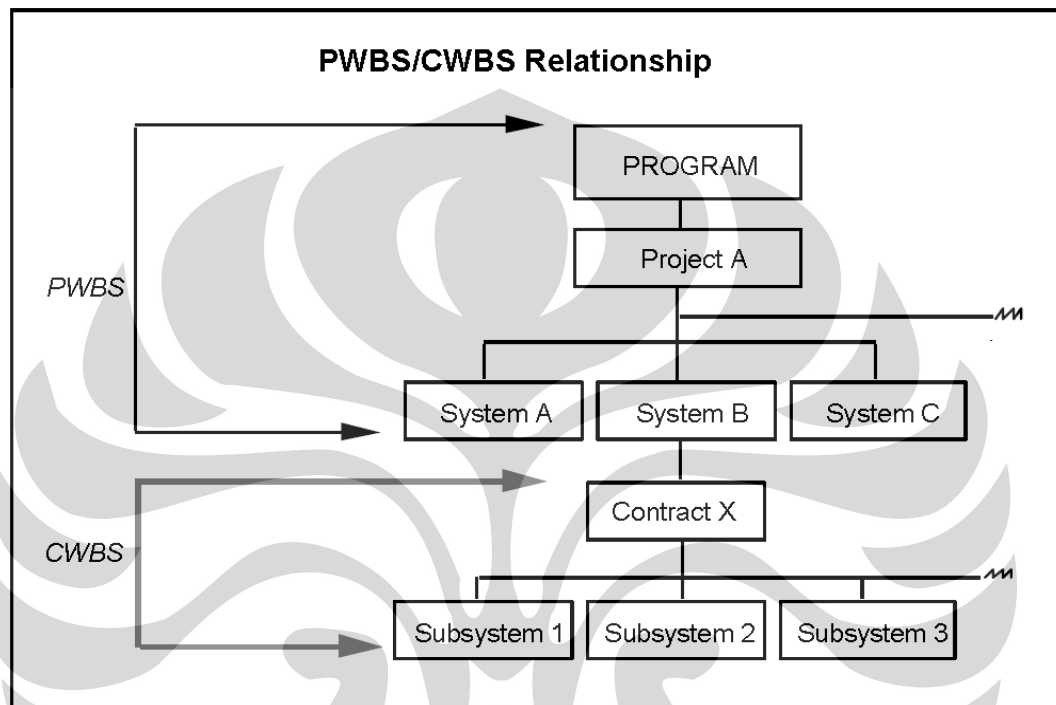 PWBS/CWBS Relationship
PROGRAM
Project A
PWBS
System A
System B
System C
Contract X
CWBS
Subsystem 1
Subsystem 2
Subsystem 3